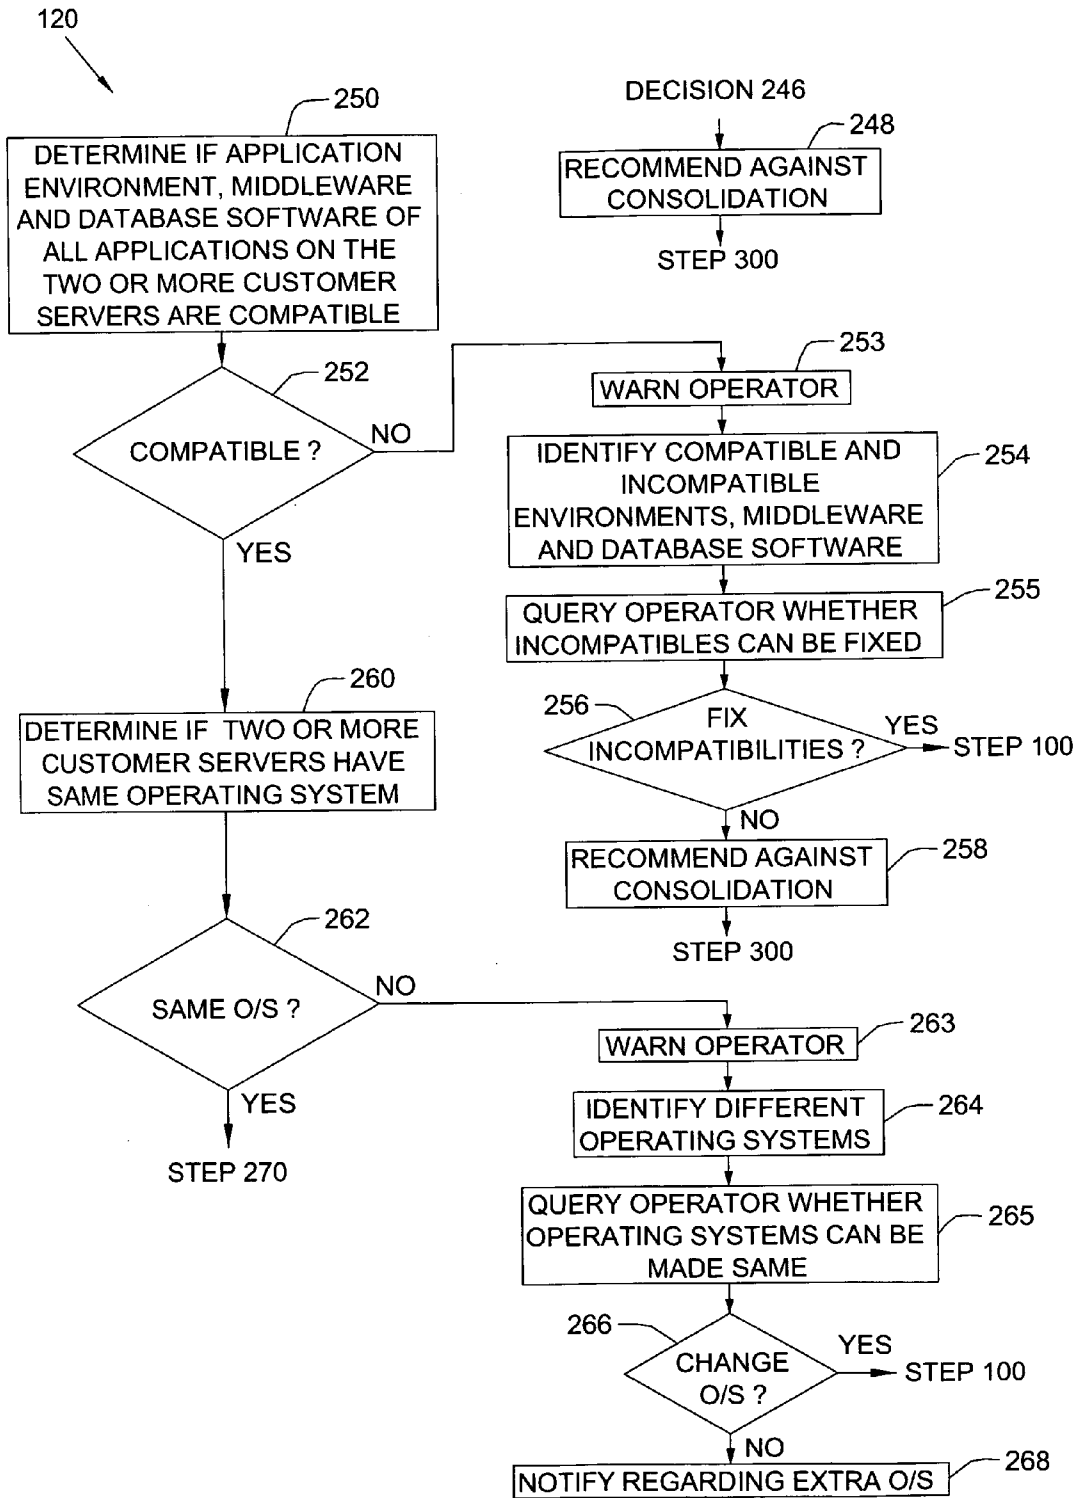 120
250
DETERMINE IF APPLICATION
ENVIRONMENT, MIDDLEWARE
AND DATABASE SOFTWARE OF
ALL APPLICATIONS ON THE
TWO OR MORE CUSTOMER
SERVERS ARE COMPATIBLE
DECISION 246
248
RECOMMEND AGAINST
CONSOLIDATION
STEP 300
252
COMPATIBLE ?
NO
YES
253
WARN OPERATOR
254
IDENTIFY COMPATIBLE AND
INCOMPATIBLE
ENVIRONMENTS, MIDDLEWARE
AND DATABASE SOFTWARE
255
QUERY OPERATOR WHETHER
INCOMPATIBLES CAN BE FIXED
256
FIX
INCOMPATIBILITIES ?
YES
STEP 100
NO
258
RECOMMEND AGAINST
CONSOLIDATION
STEP 300
260
DETERMINE IF TWO OR MORE
CUSTOMER SERVERS HAVE
SAME OPERATING SYSTEM
262
SAME O/S ?
NO
YES
STEP 270
263
WARN OPERATOR
264
IDENTIFY DIFFERENT
OPERATING SYSTEMS
265
QUERY OPERATOR WHETHER
OPERATING SYSTEMS CAN BE
MADE SAME
266
CHANGE
O/S ?
YES
STEP 100
NO
268
NOTIFY REGARDING EXTRA O/S